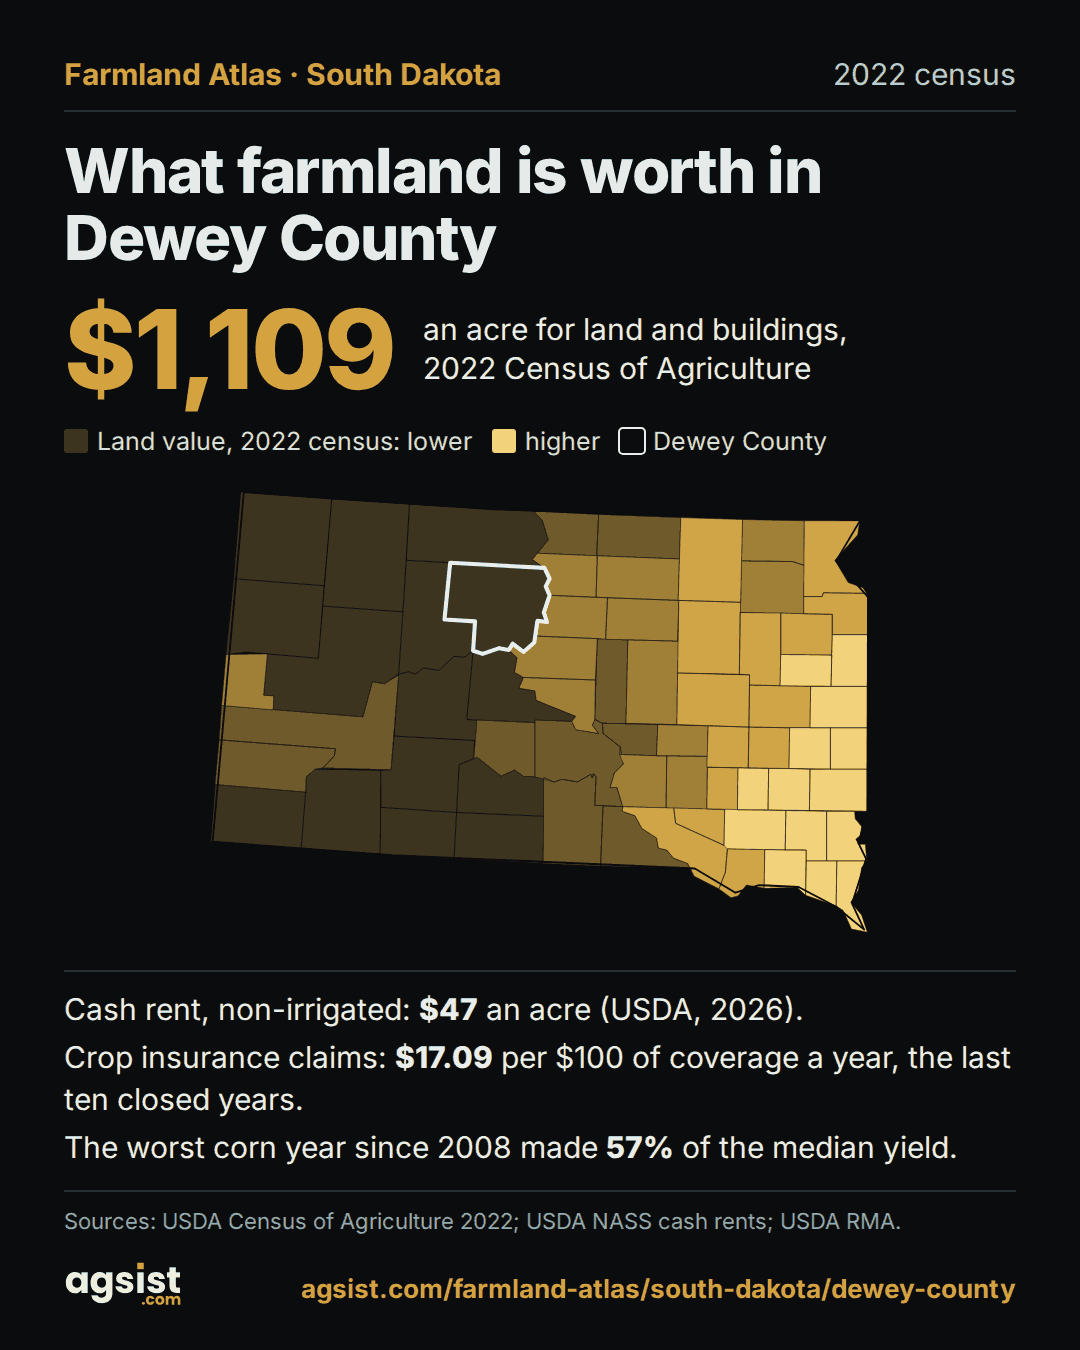 Farmland Atlas · South Dakota
2022 census
What farmland is worth in
Dewey County
$1,109
an acre for land and buildings,
2022 Census of Agriculture
Land value, 2022 census: lower
higher
Dewey County
Cash rent, non-irrigated: $47 an acre (USDA, 2026).
Crop insurance claims: $17.09 per $100 of coverage a year, the last
ten closed years.
The worst corn year since 2008 made 57% of the median yield.
Sources: USDA Census of Agriculture 2022; USDA NASS cash rents; USDA RMA.
agsist
.com
agsist.com/farmland-atlas/south-dakota/dewey-county